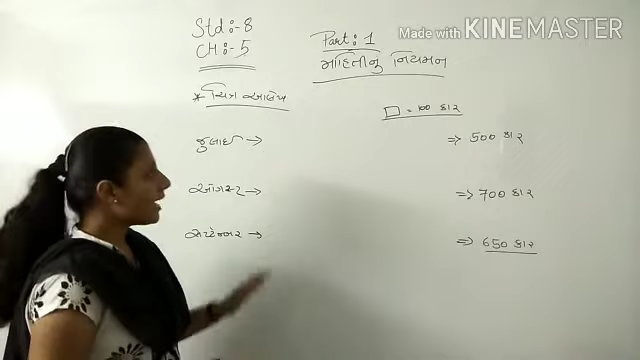 Made with KINEMASTER
Std:-8
CH:-5
Part:1
માહિતીનું નિયમન
* ચિત્ર આલેખ
□ = 100 કાર
જુલાઈ → ⇒ 500 કાર
ઓગસ્ટ → ⇒ 700 કાર
સપ્ટેમ્બર → ⇒ 650 કાર